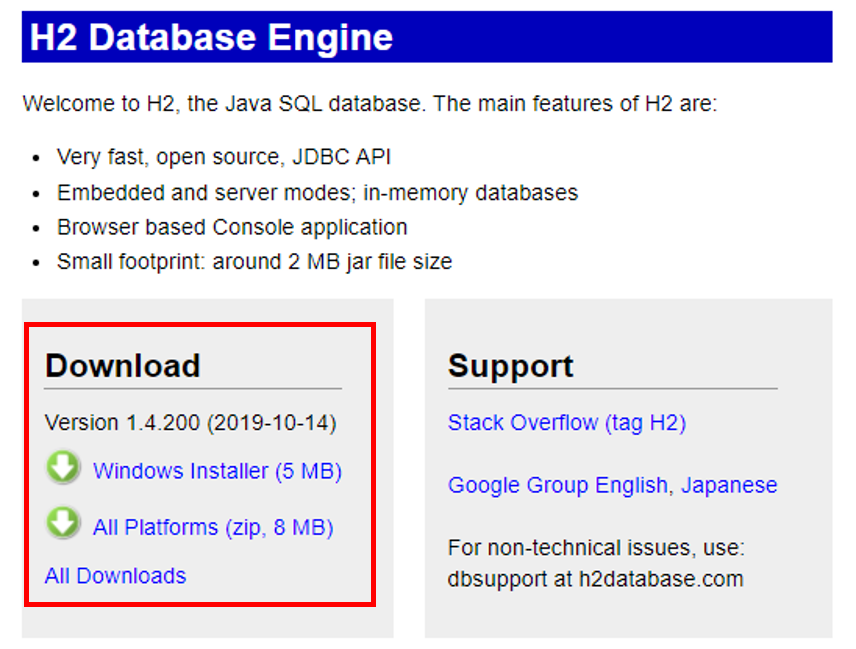 H2 Database Engine
Welcome to H2, the Java SQL database. The main features of H2 are:
Very fast, open source, JDBC API
Embedded and server modes; in-memory databases
Browser based Console application
Small footprint: around 2 MB jar file size
Download
Version 1.4.200 (2019-10-14)
Windows Installer (5 MB)
All Platforms (zip, 8 MB)
All Downloads
Support
Stack Overflow (tag H2)
Google Group English, Japanese
For non-technical issues, use:
dbsupport at h2database.com